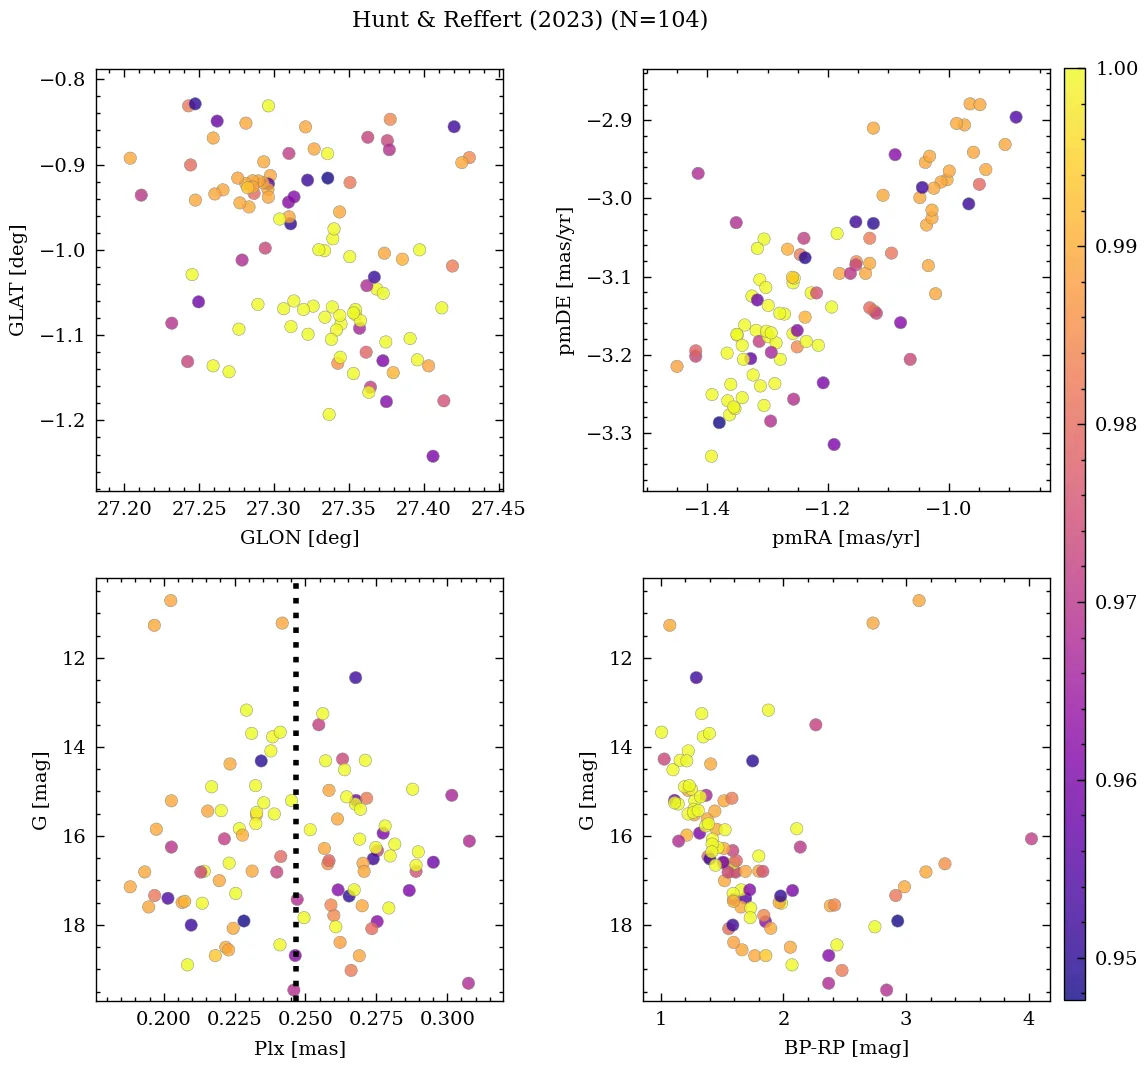 Hunt & Reffert (2023) (N=104)
−0.8
−0.9
−1.0
−1.1
−1.2
GLAT [deg]
27.20 27.25 27.30 27.35 27.40 27.45
GLON [deg]
−2.9
−3.0
−3.1
−3.2
−3.3
pmDE [mas/yr]
−1.4 −1.2 −1.0
pmRA [mas/yr]
1.00
0.99
0.98
0.97
0.96
0.95
12
14
16
18
G [mag]
0.200 0.225 0.250 0.275 0.300
Plx [mas]
12
14
16
18
G [mag]
1 2 3 4
BP-RP [mag]